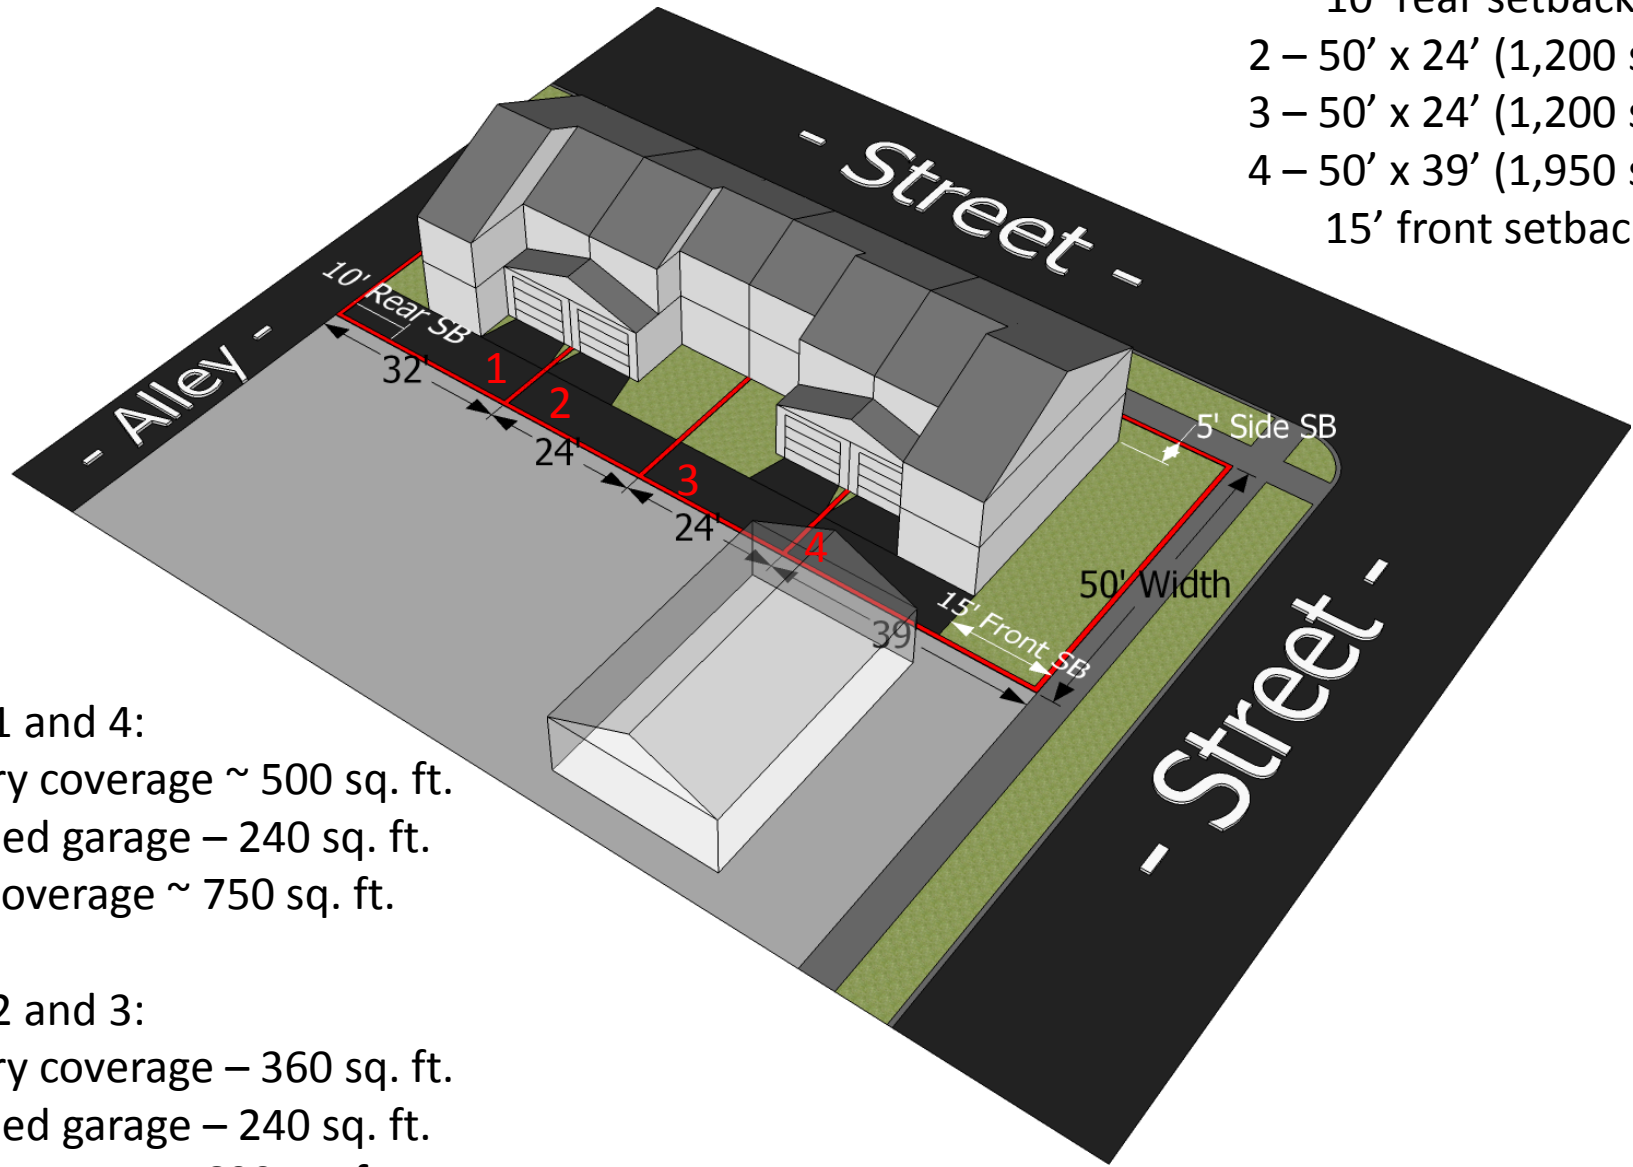 10' rear setback
2 – 50’ x 24’ (1,200
3 – 50’ x 24’ (1,200
4 – 50’ x 39’ (1,950
15’ front setbac
- Street -
10' Rear SB
- Alley -
32'
1
2
24'
3
24'
4
39
5' Side SB
50' Width
15' Front SB
- Street -
1 and 4:
ry coverage ~ 500 sq. ft.
ed garage – 240 sq. ft.
overage ~ 750 sq. ft.
2 and 3:
ry coverage – 360 sq. ft.
ed garage – 240 sq. ft.